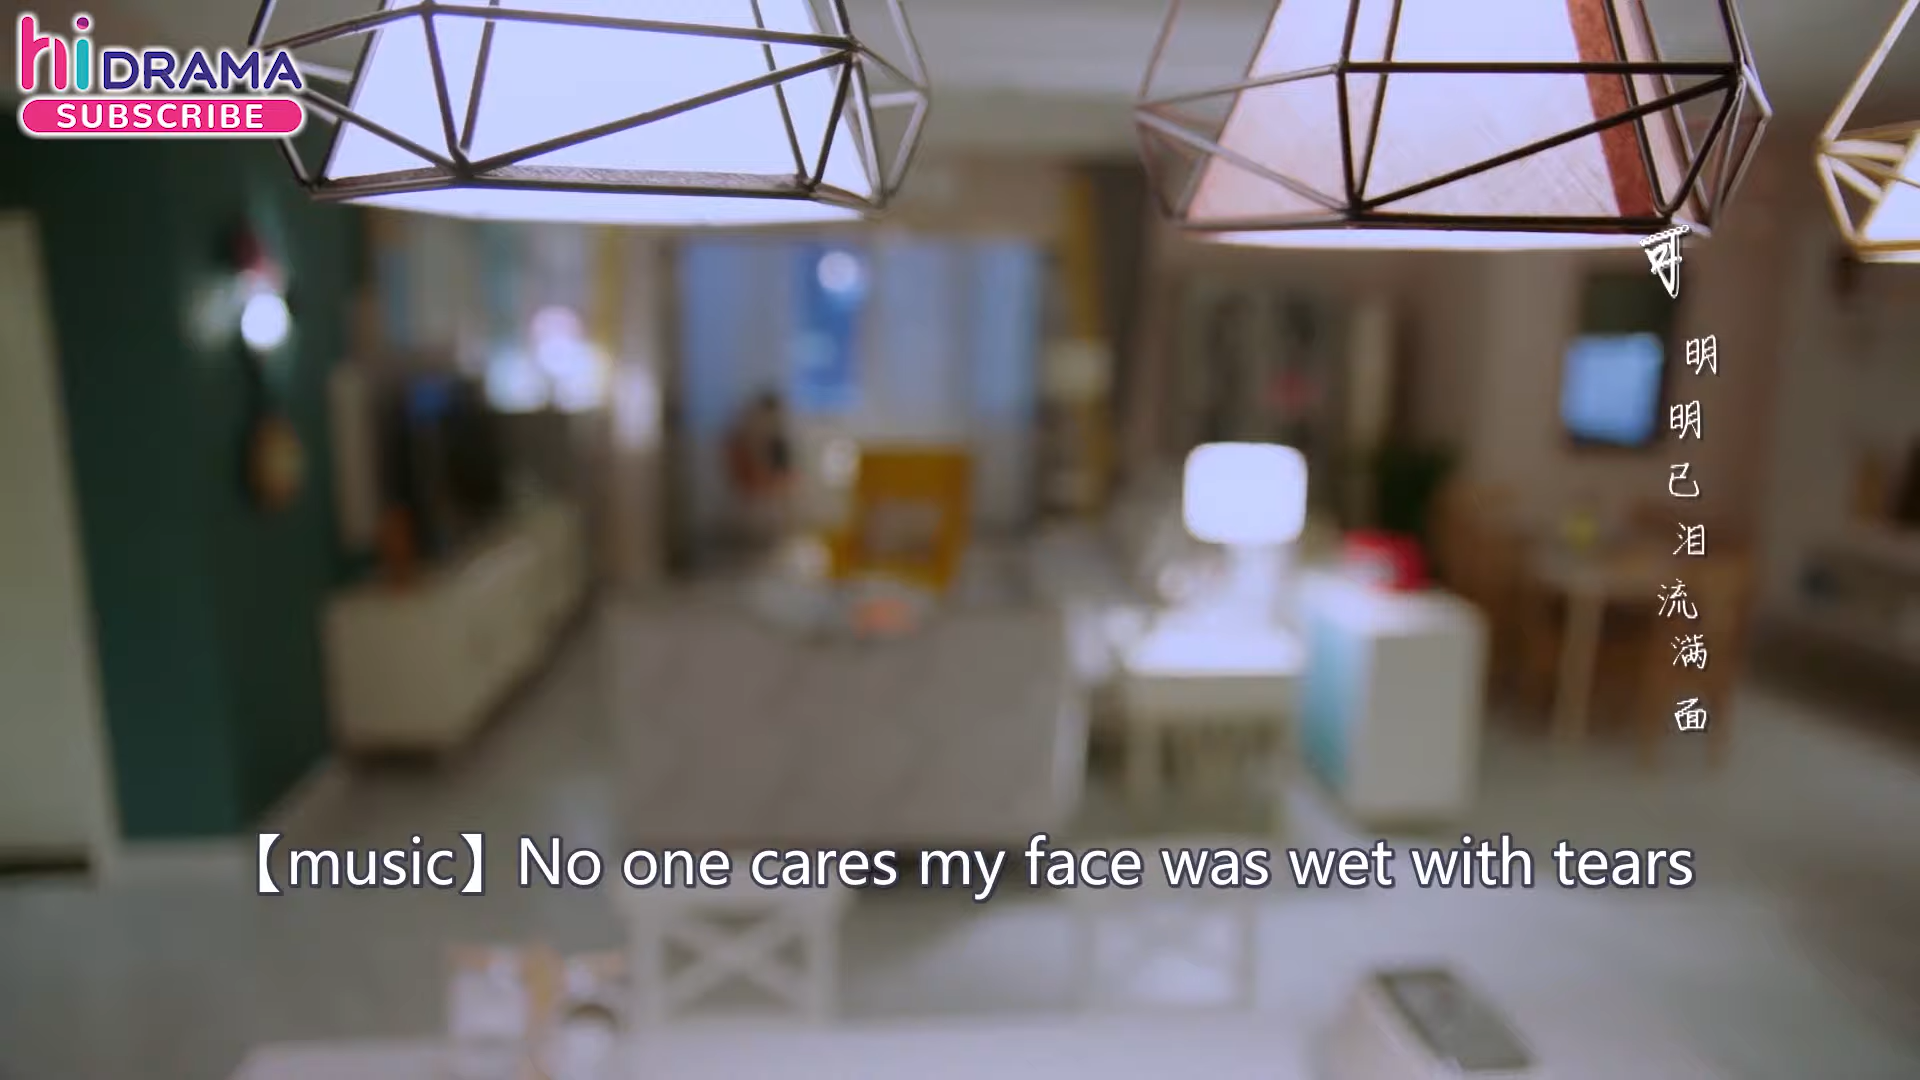 hi DRAMA
SUBSCRIBE
可
明明已泪流满面
【music】No one cares my face was wet with tears